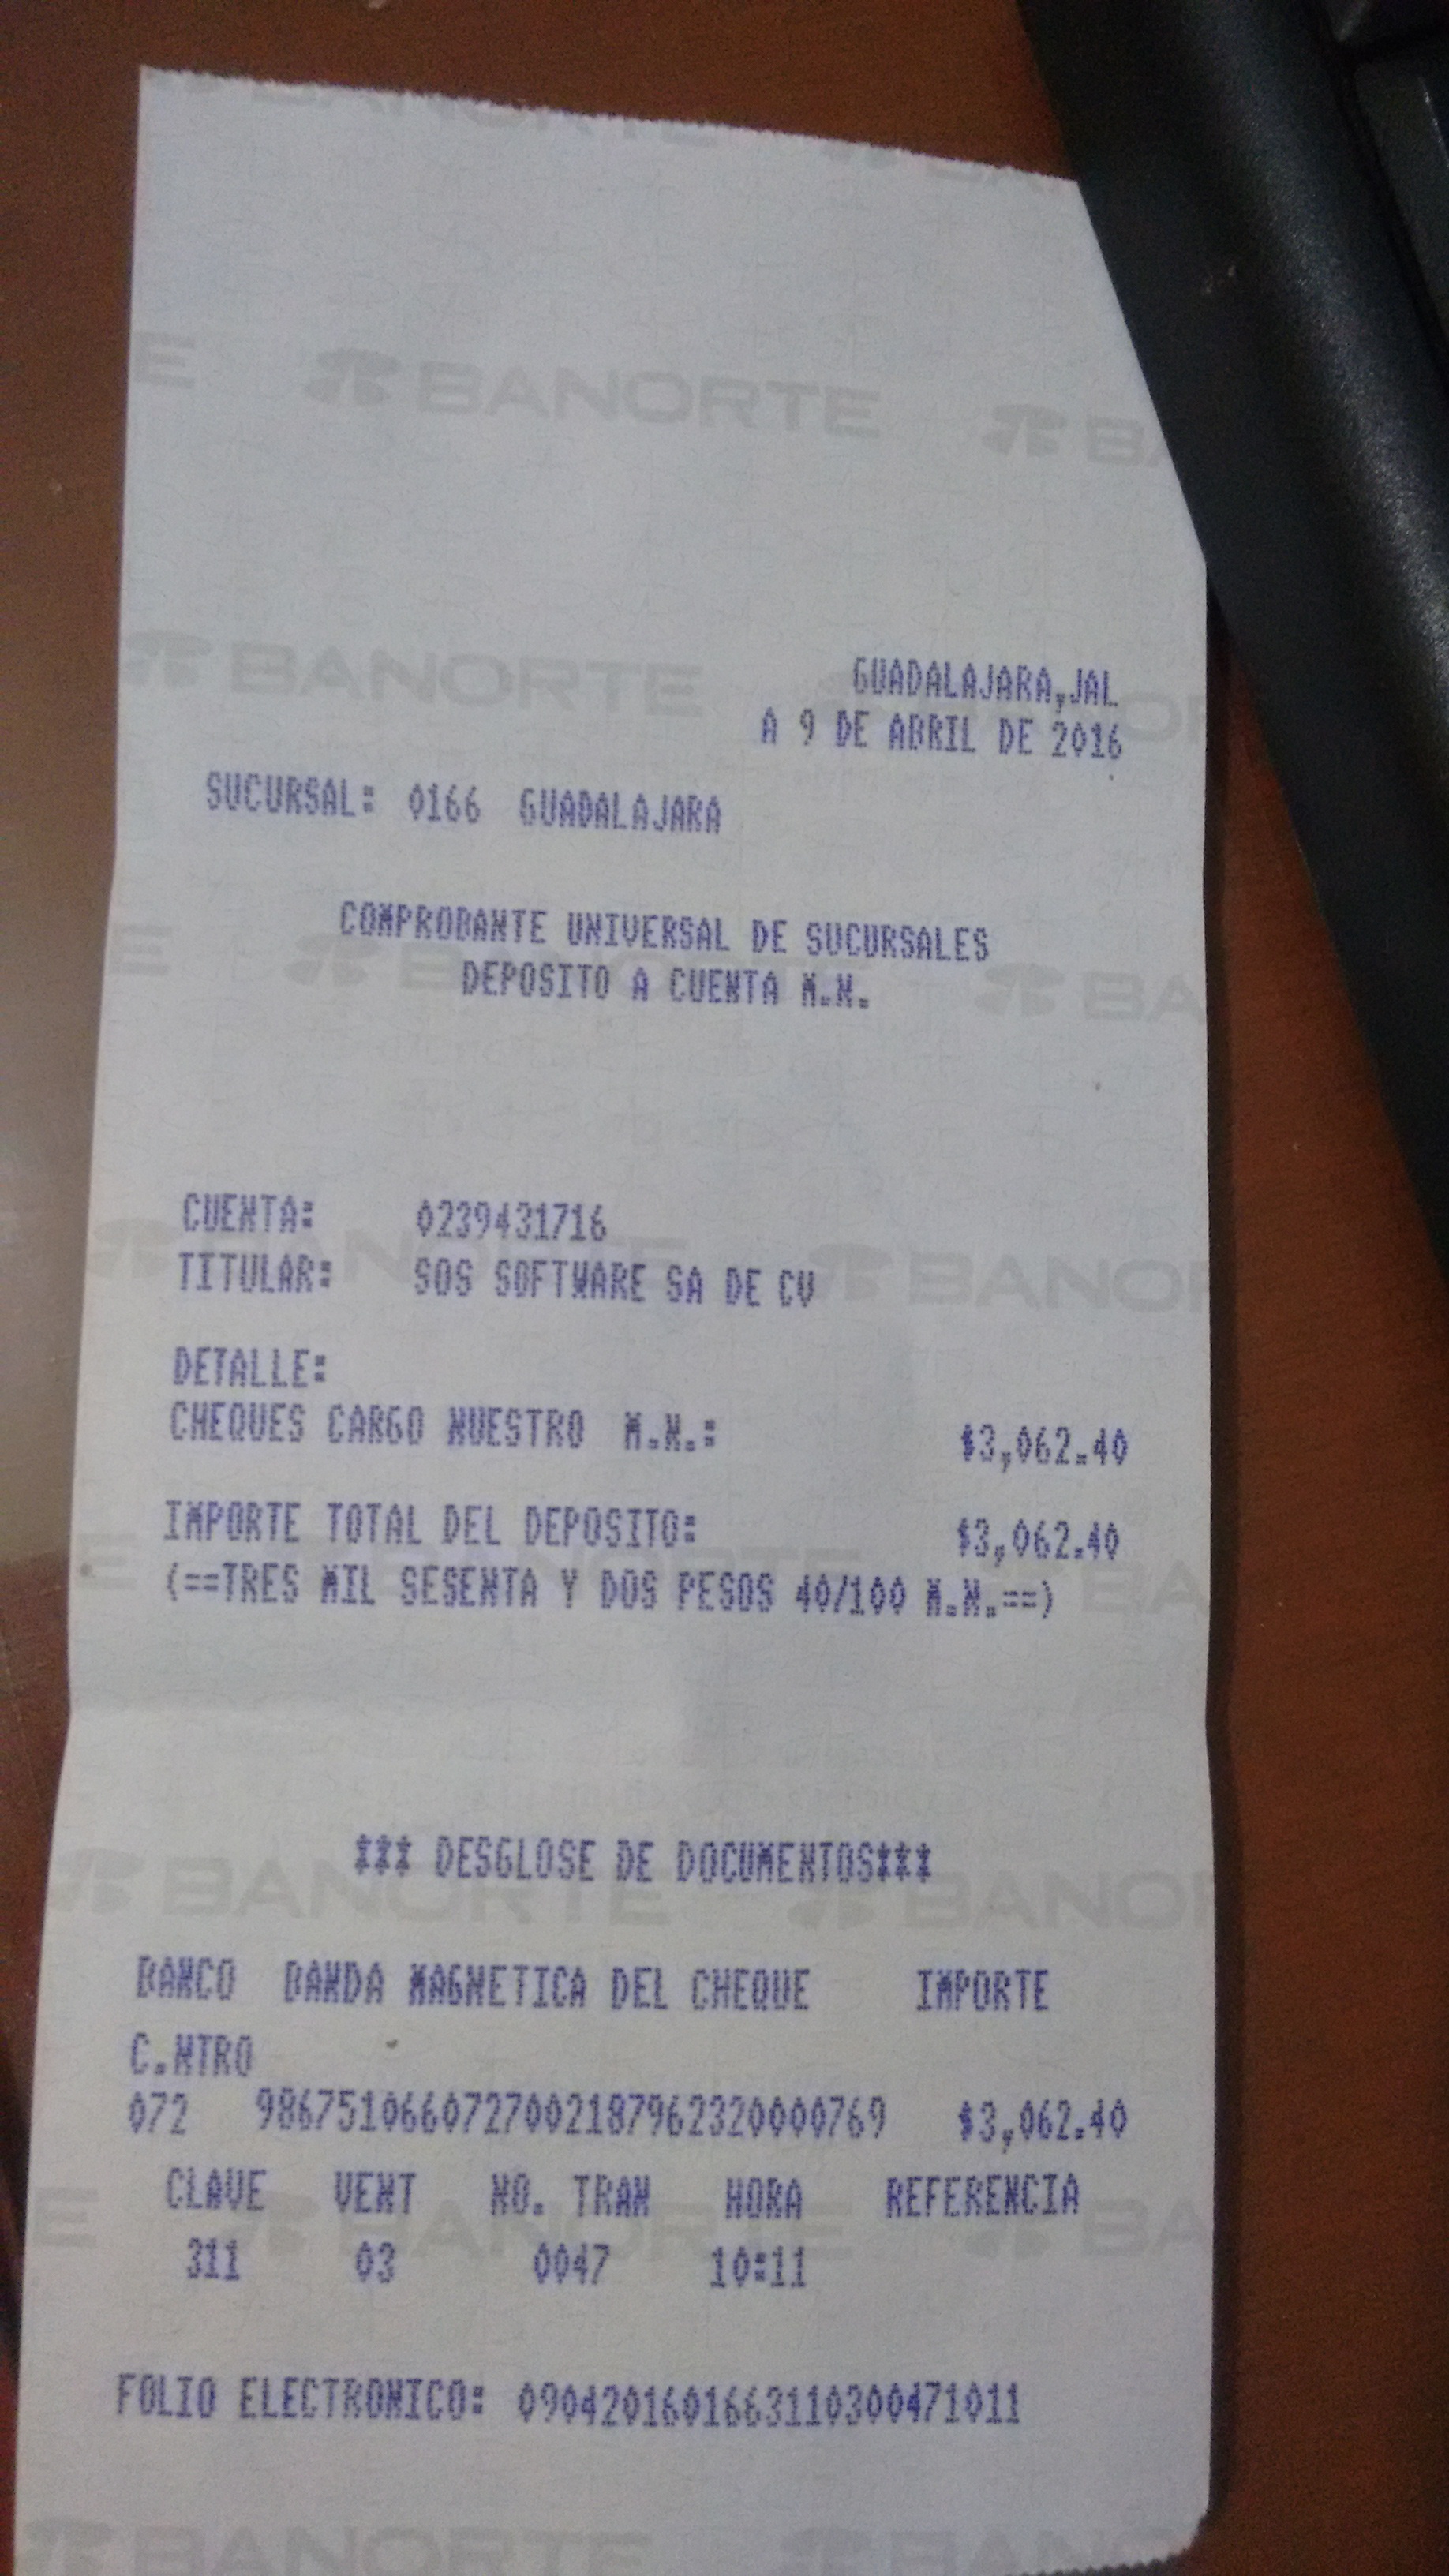 BANORTE
GUADALAJARA,JAL
A 9 DE ABRIL DE 2016
SUCURSAL: 0166 GUADALAJARA
COMPROBANTE UNIVERSAL DE SUCURSALES
DEPOSITO A CUENTA M.N.
CUENTA: 0239431716
TITULAR: SOS SOFTWARE SA DE CV
DETALLE:
CHEQUES CARGO NUESTRO M.N.: $3,062.40
IMPORTE TOTAL DEL DEPOSITO: $3,062.40
(==TRES MIL SESENTA Y DOS PESOS 40/100 M.N.==)
*** DESGLOSE DE DOCUMENTOS***
BANCO BANDA MAGNETICA DEL CHEQUE IMPORTE
C.NTRO
072 9867510660727002187962320000769 $3,062.40
CLAVE VENT NO. TRAN HORA REFERENCIA
311 03 0047 10:11
FOLIO ELECTRONICO: 0904201601663110300471011
BANORTE